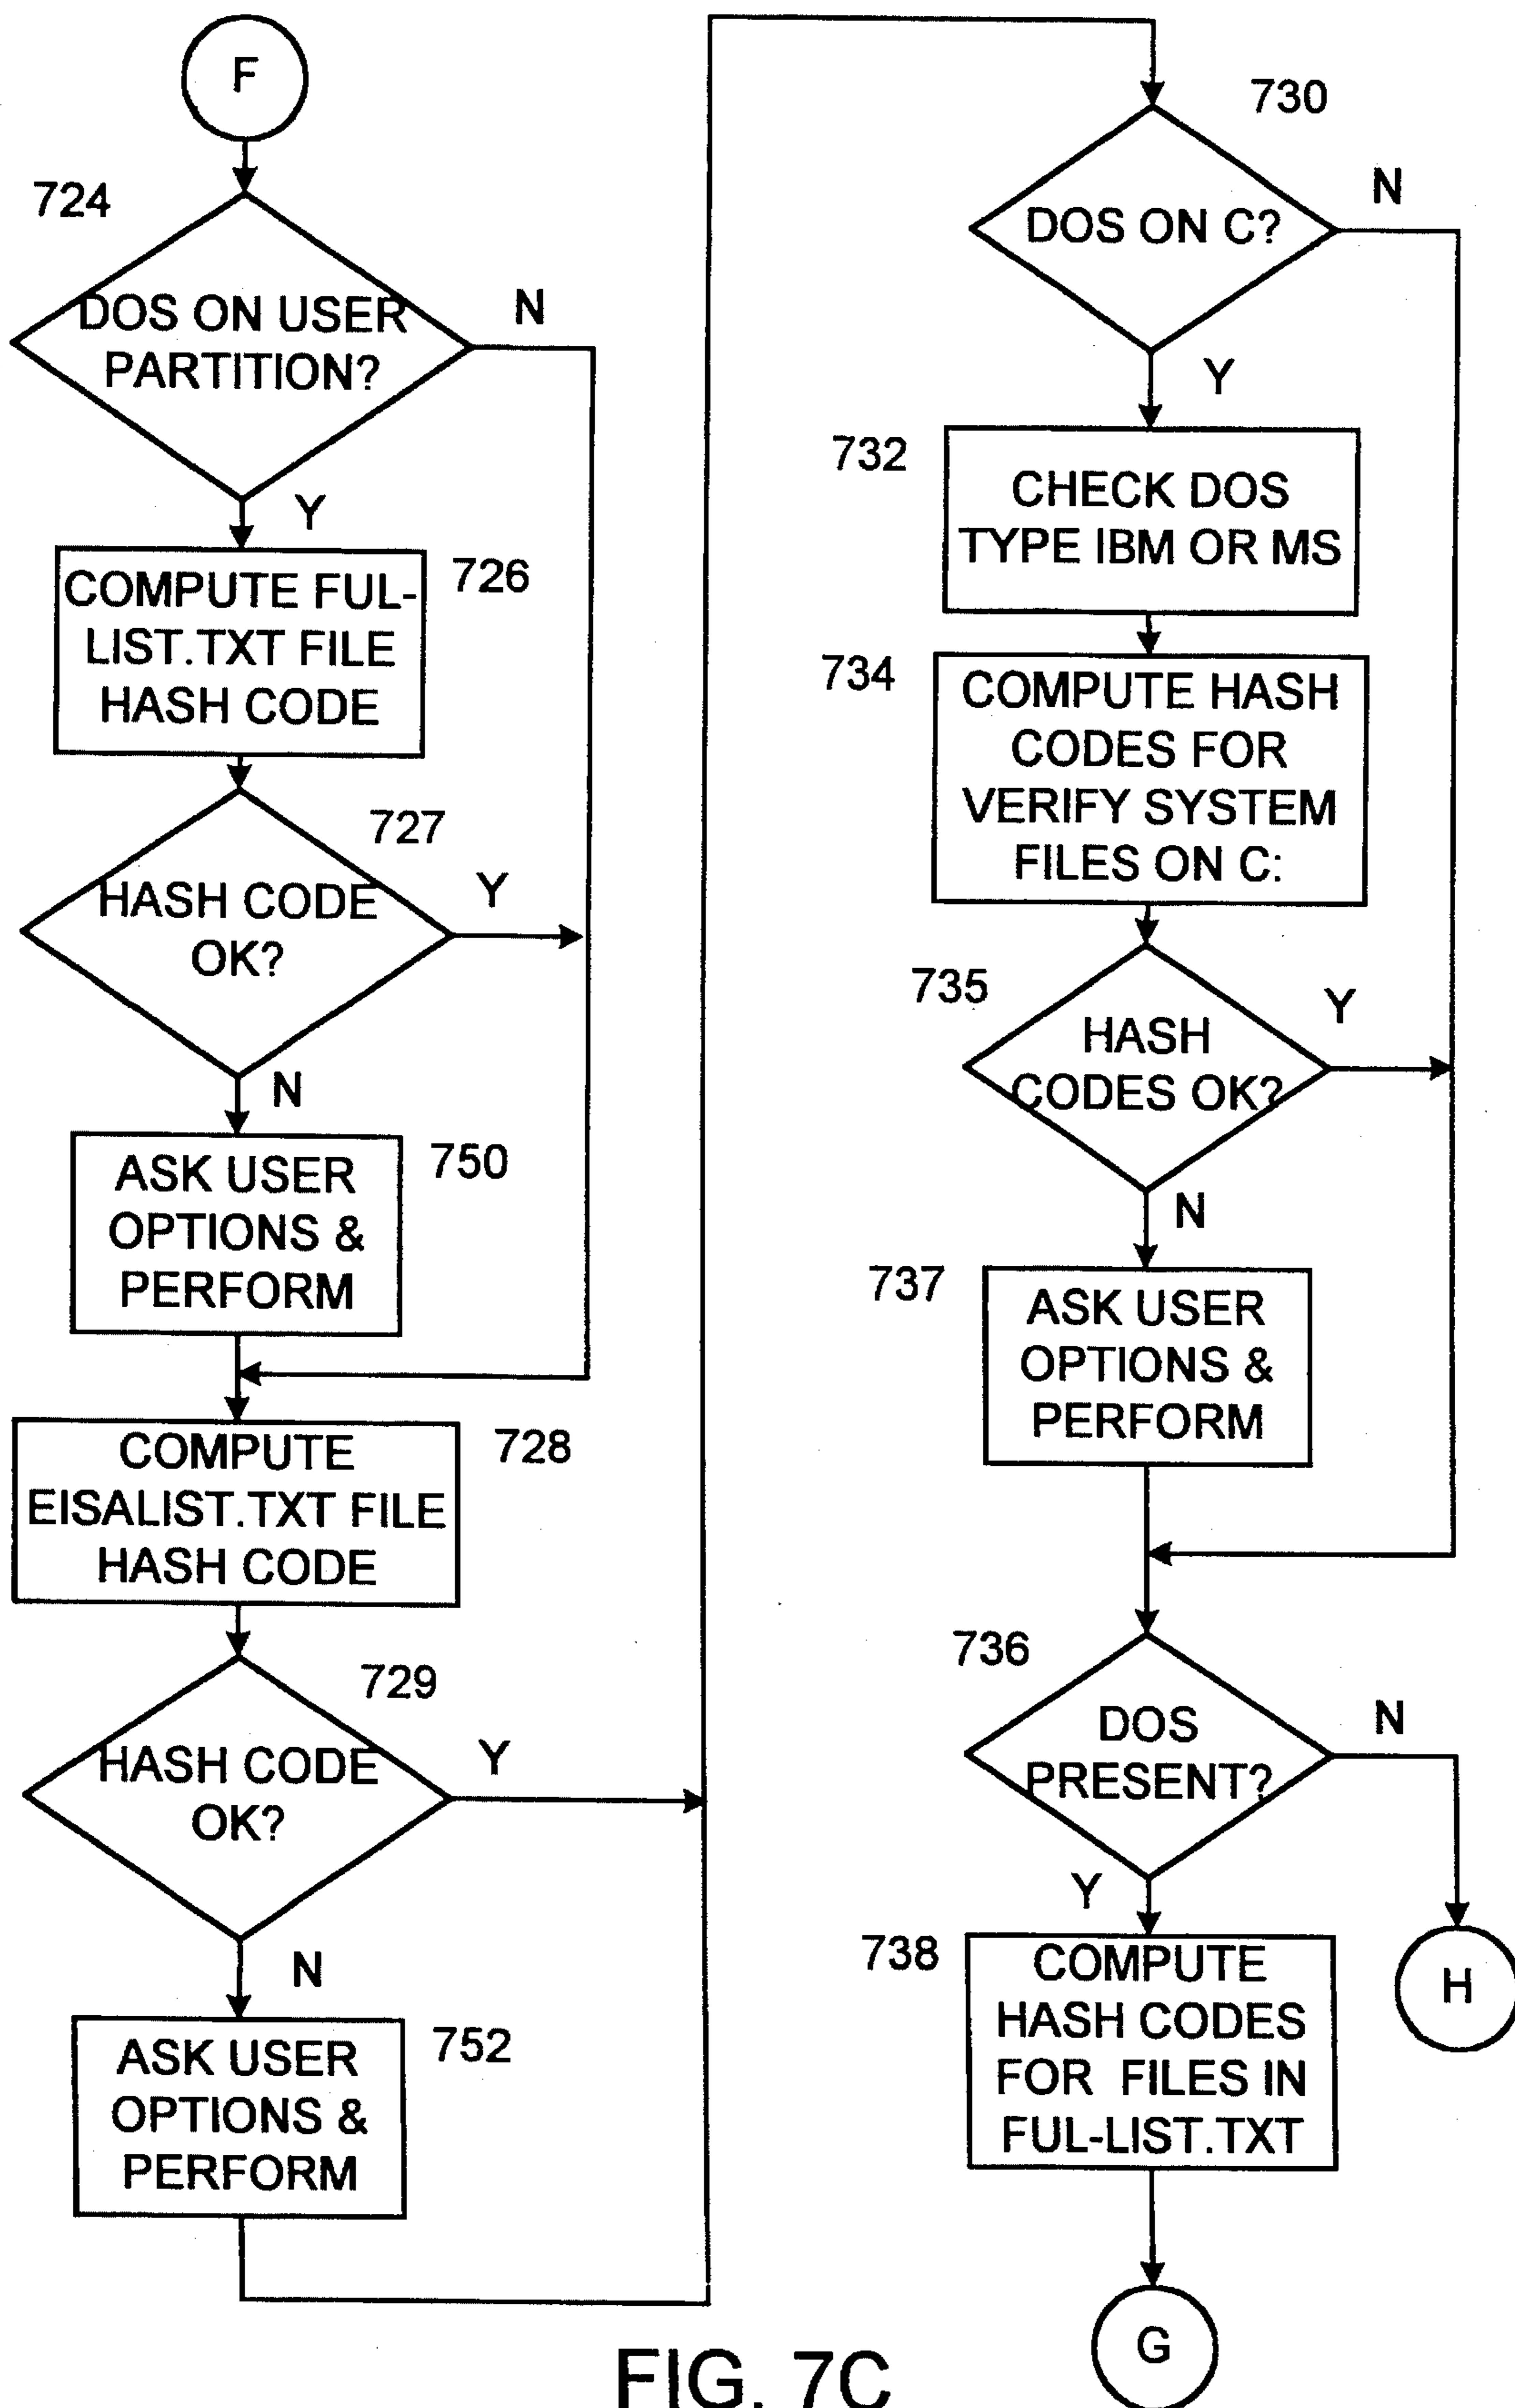 F
724
DOS ON USER
PARTITION?
N
Y
COMPUTE FUL-
LIST.TXT FILE
HASH CODE
726
727
HASH CODE
OK?
Y
N
ASK USER
OPTIONS &
PERFORM
750
COMPUTE
EISALIST.TXT FILE
HASH CODE
728
729
HASH CODE
OK?
Y
N
ASK USER
OPTIONS &
PERFORM
752
730
DOS ON C?
N
Y
732
CHECK DOS
TYPE IBM OR MS
734
COMPUTE HASH
CODES FOR
VERIFY SYSTEM
FILES ON C:
735
HASH
CODES OK?
Y
N
737
ASK USER
OPTIONS &
PERFORM
736
DOS
PRESENT?
N
Y
738
COMPUTE
HASH CODES
FOR FILES IN
FUL-LIST.TXT
H
G
FIG. 7C